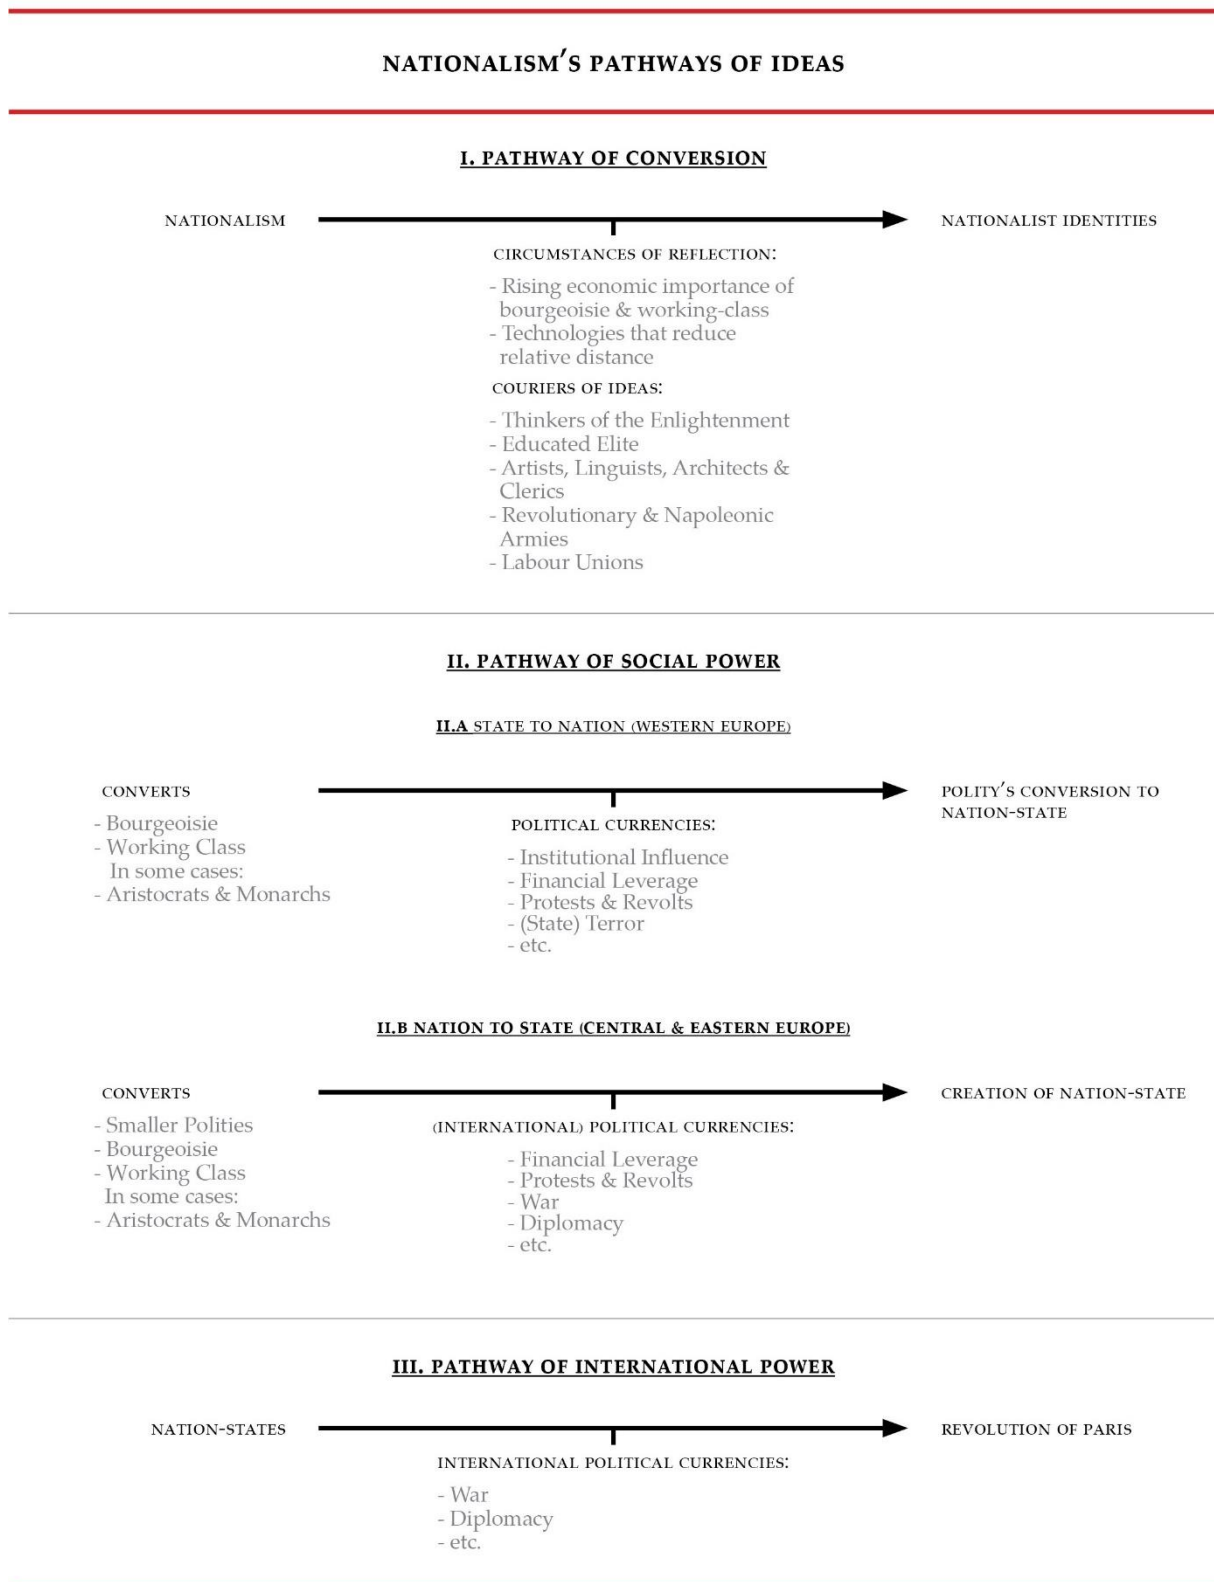 NATIONALISM'S PATHWAYS OF IDEAS
I. PATHWAY OF CONVERSION
NATIONALISM
NATIONALIST IDENTITIES
CIRCUMSTANCES OF REFLECTION:
- Rising economic importance of
bourgeoisie & working-class
- Technologies that reduce
relative distance
COURIERS OF IDEAS:
- Thinkers of the Enlightenment
- Educated Elite
- Artists, Linguists, Architects &
Clerics
- Revolutionary & Napoleonic
Armies
- Labour Unions
II. PATHWAY OF SOCIAL POWER
II.A STATE TO NATION (WESTERN EUROPE)
CONVERTS
- Bourgeoisie
- Working Class
In some cases:
- Aristocrats & Monarchs
POLITICAL CURRENCIES:
- Institutional Influence
- Financial Leverage
- Protests & Revolts
- (State) Terror
- etc.
POLITY'S CONVERSION TO
NATION-STATE
II.B NATION TO STATE (CENTRAL & EASTERN EUROPE)
CONVERTS
- Smaller Polities
- Bourgeoisie
- Working Class
In some cases:
- Aristocrats & Monarchs
(INTERNATIONAL) POLITICAL CURRENCIES:
- Financial Leverage
- Protests & Revolts
- War
- Diplomacy
- etc.
CREATION OF NATION-STATE
III. PATHWAY OF INTERNATIONAL POWER
NATION-STATES
REVOLUTION OF PARIS
INTERNATIONAL POLITICAL CURRENCIES:
- War
- Diplomacy
- etc.